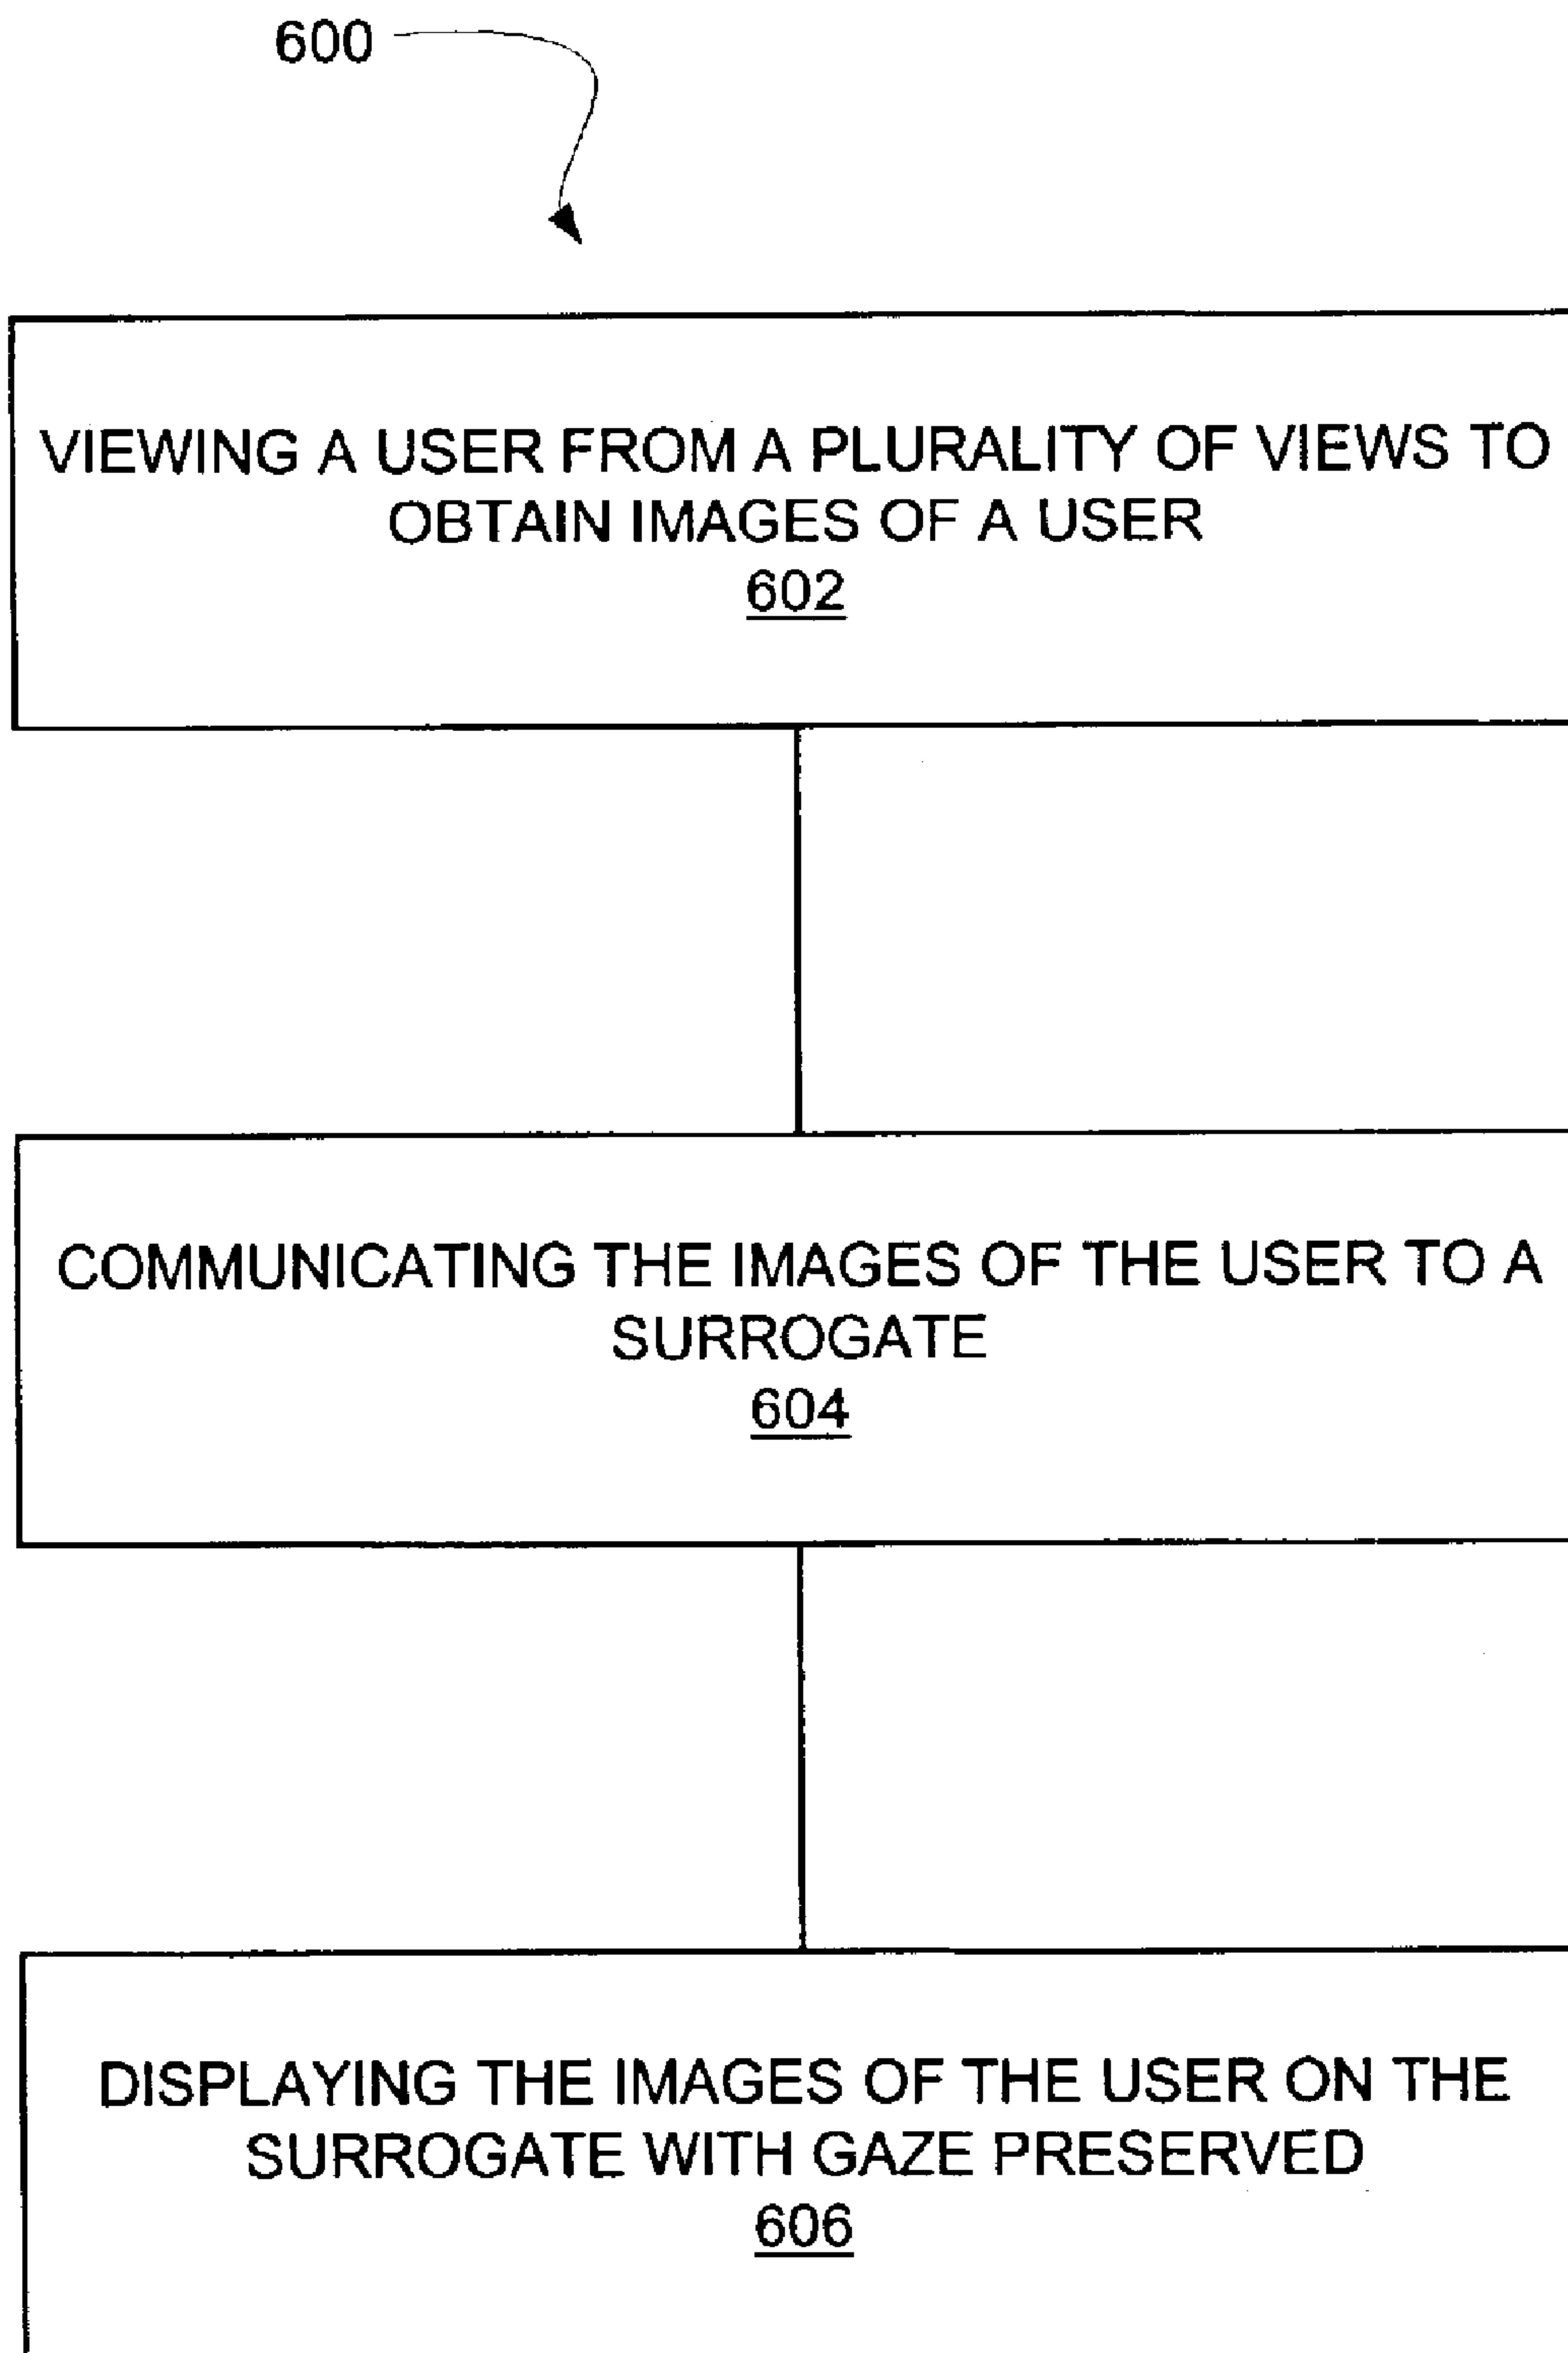 600
VIEWING A USER FROM A PLURALITY OF VIEWS TO
OBTAIN IMAGES OF A USER
602
COMMUNICATING THE IMAGES OF THE USER TO A
SURROGATE
604
DISPLAYING THE IMAGES OF THE USER ON THE
SURROGATE WITH GAZE PRESERVED
606